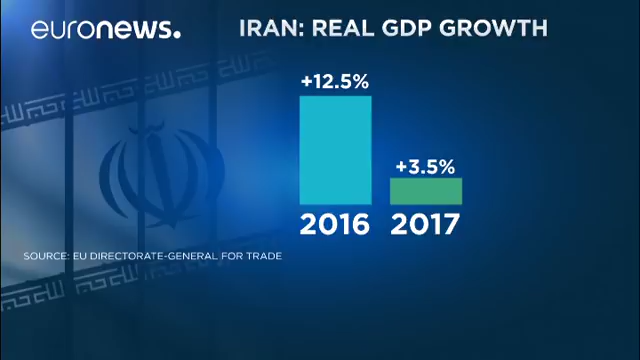 euronews.
IRAN: REAL GDP GROWTH
+12.5%
+3.5%
2016 2017
SOURCE: EU DIRECTORATE-GENERAL FOR TRADE